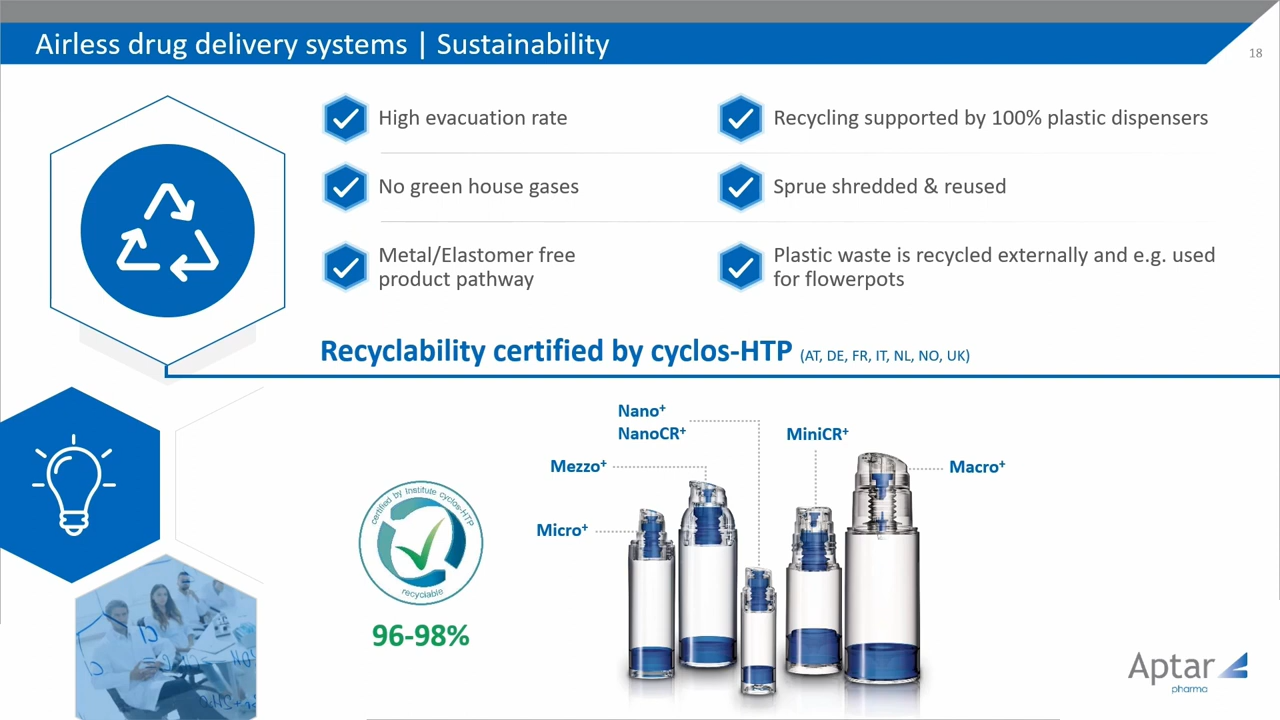 Airless drug delivery systems | Sustainability
18
High evacuation rate
Recycling supported by 100% plastic dispensers
No green house gases
Sprue shredded & reused
Metal/Elastomer free
product pathway
Plastic waste is recycled externally and e.g. used
for flowerpots
Recyclability certified by cyclos-HTP (AT, DE, FR, IT, NL, NO, UK)
Nano⁺
NanoCR⁺
MiniCR⁺
Mezzo⁺
Macro⁺
Micro⁺
certified by Institute cyclos-HTP
recyclable
96-98%
Aptar
pharma